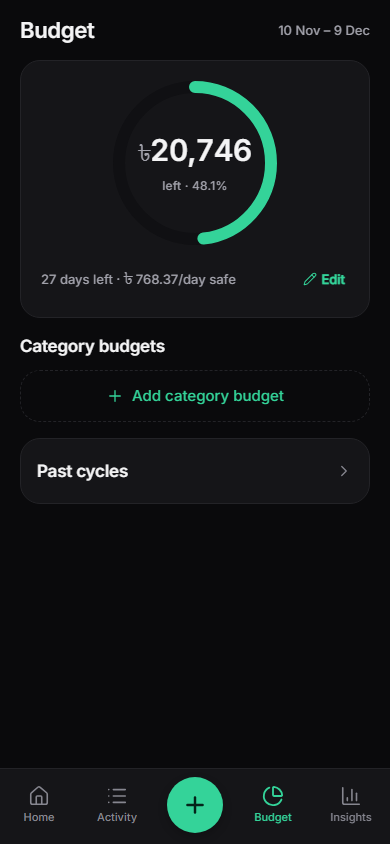 Budget
10 Nov – 9 Dec
৳20,746
left · 48.1%
27 days left · ৳ 768.37/day safe
Edit
Category budgets
+ Add category budget
Past cycles
Home
Activity
Budget
Insights